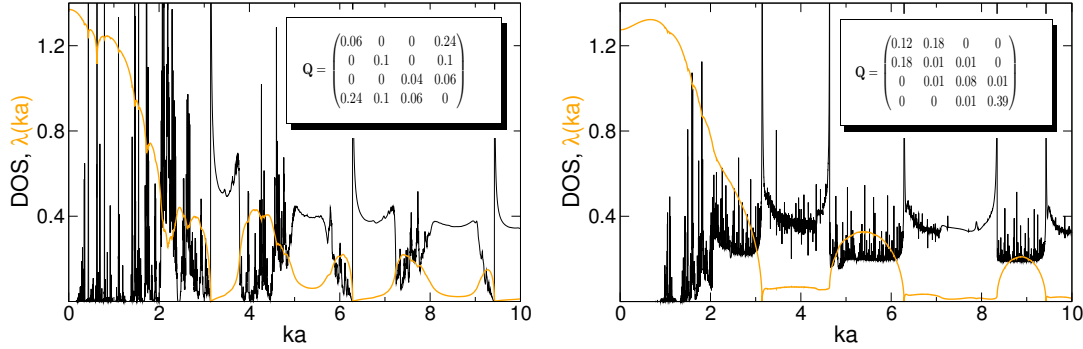 DOS, λ(ka)
1.2
0.8
0.4
0 2 4 6 8 10
ka
Q =
0.06 0 0 0.24
0 0.1 0 0.1
0 0 0.04 0.06
0.24 0.1 0.06 0
DOS, λ(ka)
1.2
0.8
0.4
0 2 4 6 8 10
ka
Q =
0.12 0.18 0 0
0.18 0.01 0.01 0
0 0.01 0.08 0.01
0 0 0.01 0.39